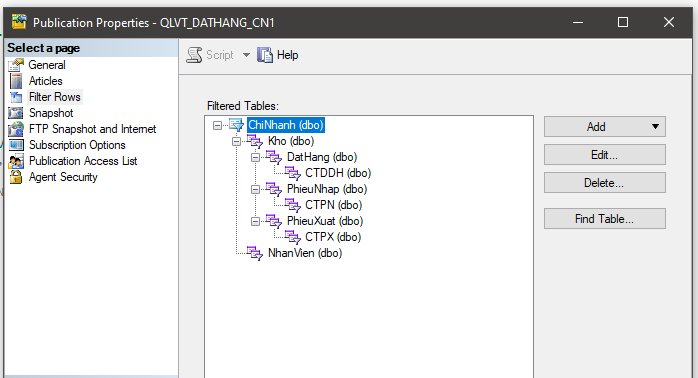 Publication Properties - QLVT_DATHANG_CN1
Select a page
General
Articles
Filter Rows
Snapshot
FTP Snapshot and Internet
Subscription Options
Publication Access List
Agent Security
Script
Help
Filtered Tables:
ChiNhanh (dbo)
Kho (dbo)
DatHang (dbo)
CTDDH (dbo)
PhieuNhap (dbo)
CTPN (dbo)
PhieuXuat (dbo)
CTPX (dbo)
NhanVien (dbo)
Add
Edit...
Delete...
Find Table...